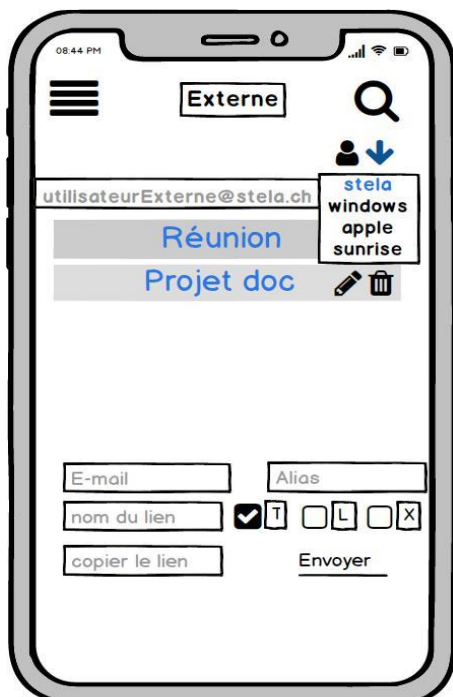 08:44 PM
Externe
utilisateurExterne@stela.ch
stela
windows
apple
sunrise
Réunion
Projet doc
E-mail
Alias
nom du lien
T
L
X
copier le lien
Envoyer